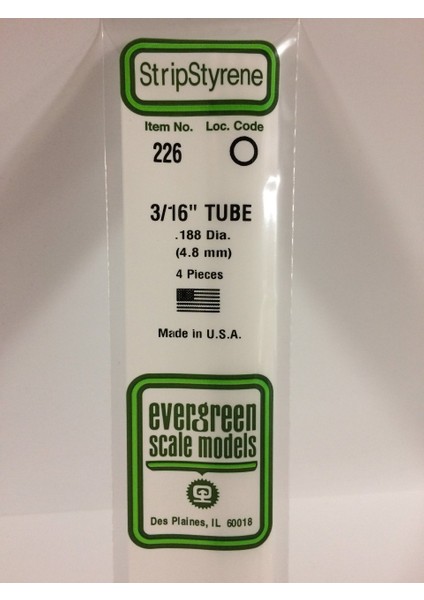 StripStyrene
Item No. Loc. Code
226 O
3/16" TUBE
.188 Dia.
(4.8 mm)
4 Pieces
Made in U.S.A.
evergreen
scale models
Des Plaines, IL 60018